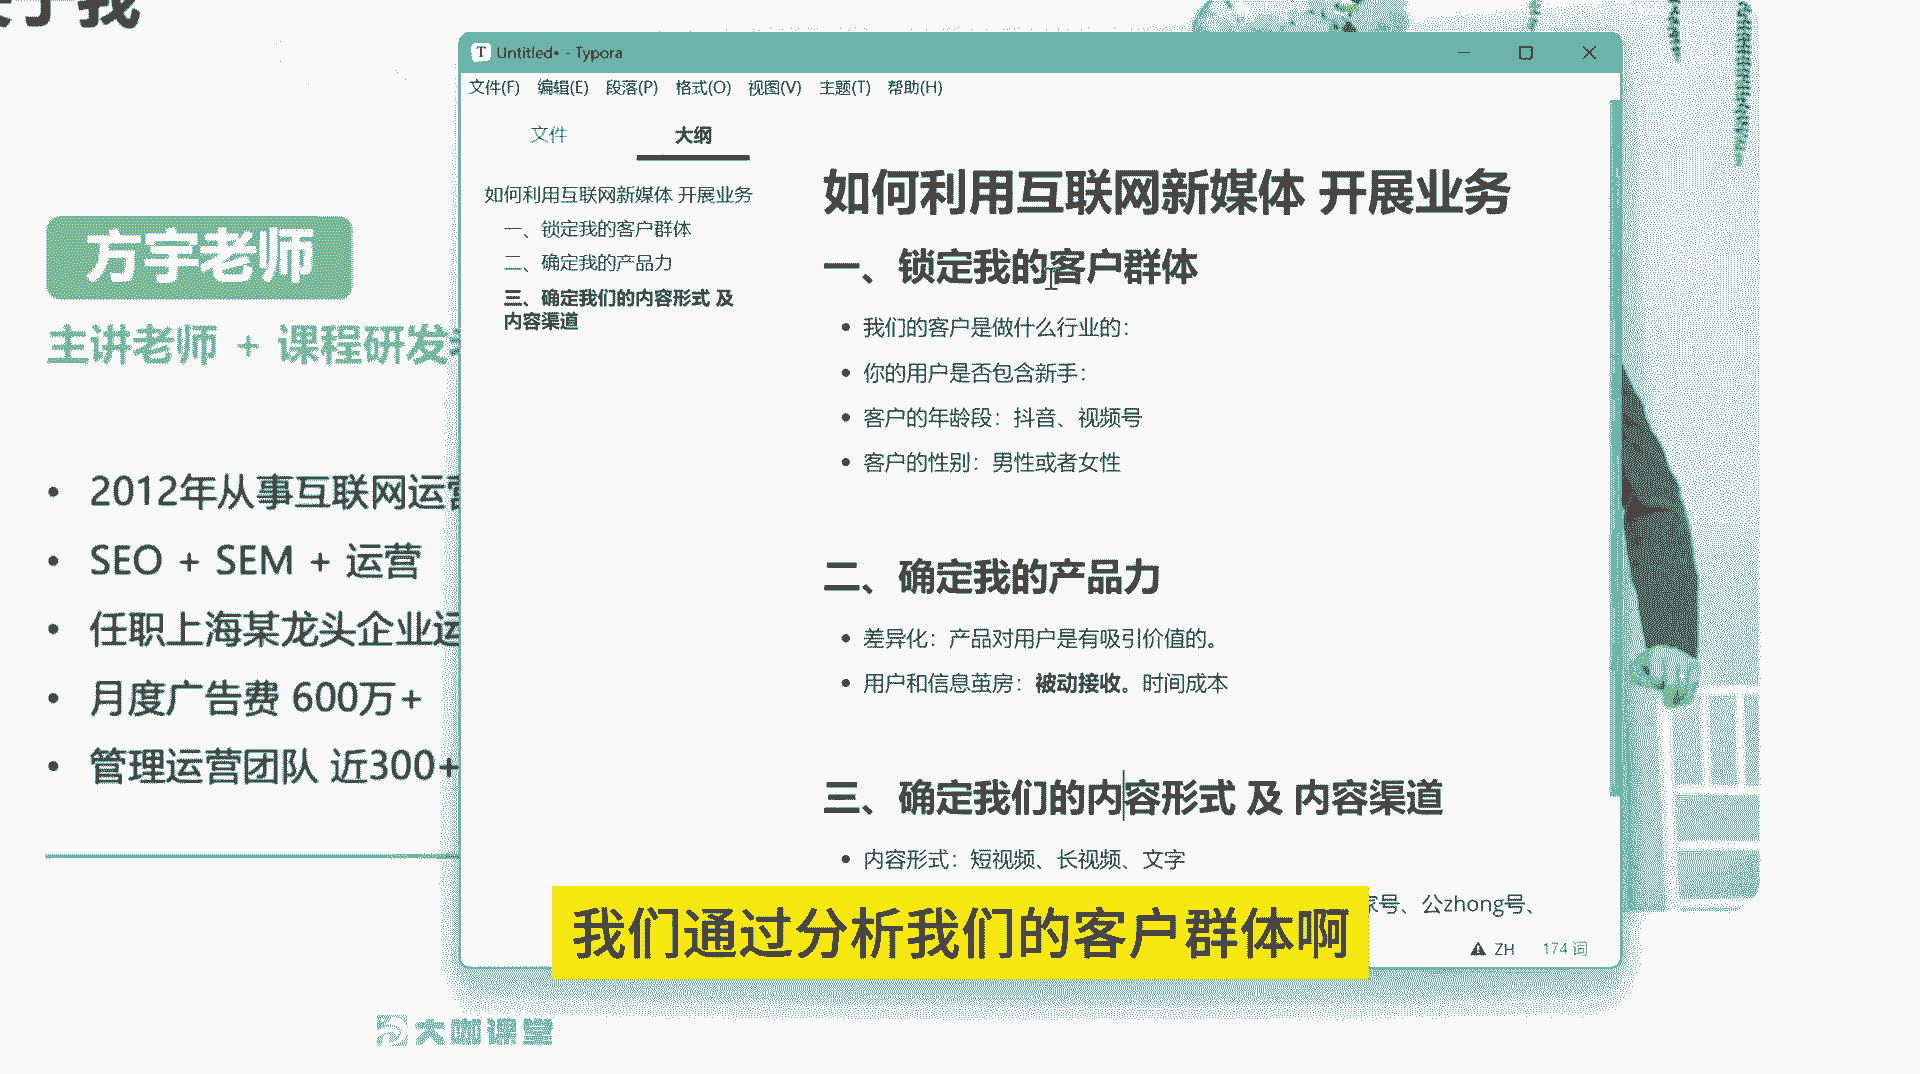 于我
方宇老师
主讲老师 + 课程研发
2012年从事互联网运营
SEO + SEM + 运营
任职上海某龙头企业运
月度广告费 600万+
管理运营团队 近300+
大咖课堂
Untitled• - Typora
文件(F) 编辑(E) 段落(P) 格式(O) 视图(V) 主题(T) 帮助(H)
文件 大纲
如何利用互联网新媒体 开展业务
一、锁定我的客户群体
二、确定我的产品力
三、确定我们的内容形式 及
内容渠道
如何利用互联网新媒体 开展业务
一、锁定我的客户群体
我们的客户是做什么行业的：
你的用户是否包含新手：
客户的年龄段：抖音、视频号
客户的性别：男性或者女性
二、确定我的产品力
差异化：产品对用户是有吸引价值的。
用户和信息茧房：被动接收。时间成本
三、确定我们的内容形式 及 内容渠道
内容形式：短视频、长视频、文字
家号、公zhong号、
ZH 174 词
我们通过分析我们的客户群体啊